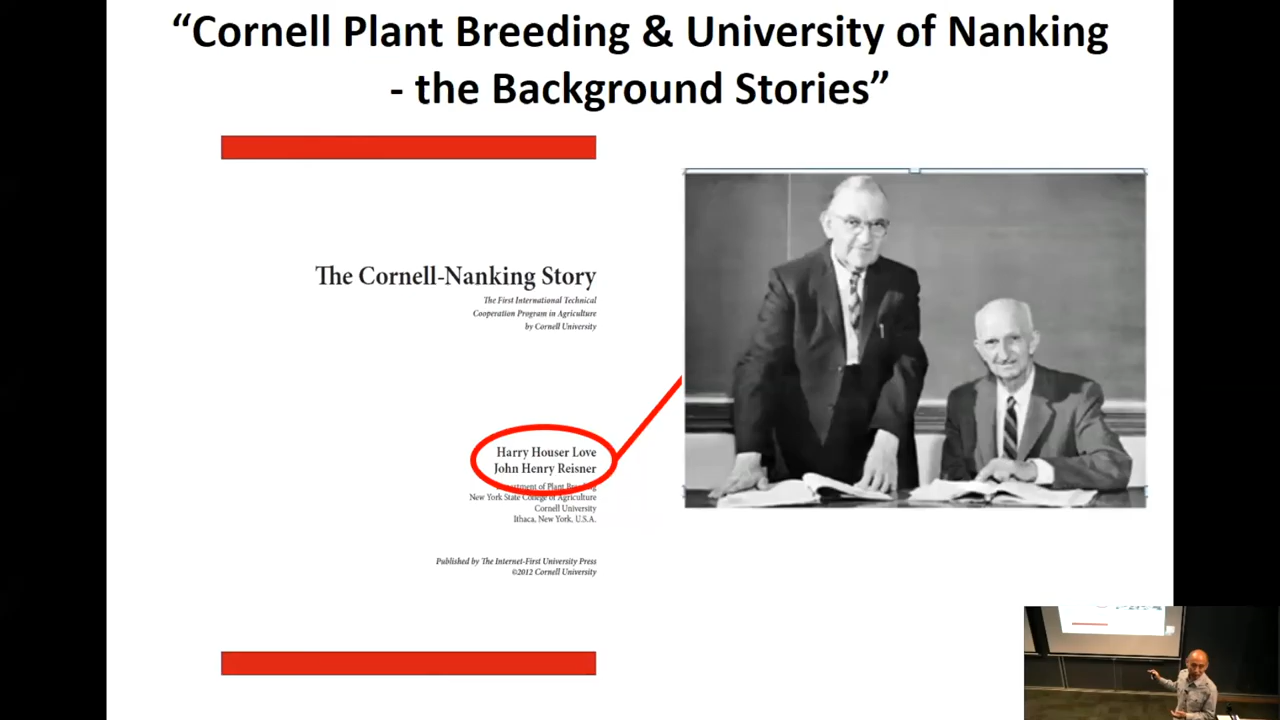 “Cornell Plant Breeding & University of Nanking
- the Background Stories”
The Cornell-Nanking Story
The First International Technical
Cooperation Program in Agriculture
by Cornell University
Harry Houser Love
John Henry Reisner
Department of Plant Breeding
New York State College of Agriculture
Cornell University
Ithaca, New York, U.S.A.
Published by The Internet-First University Press
©2012 Cornell University